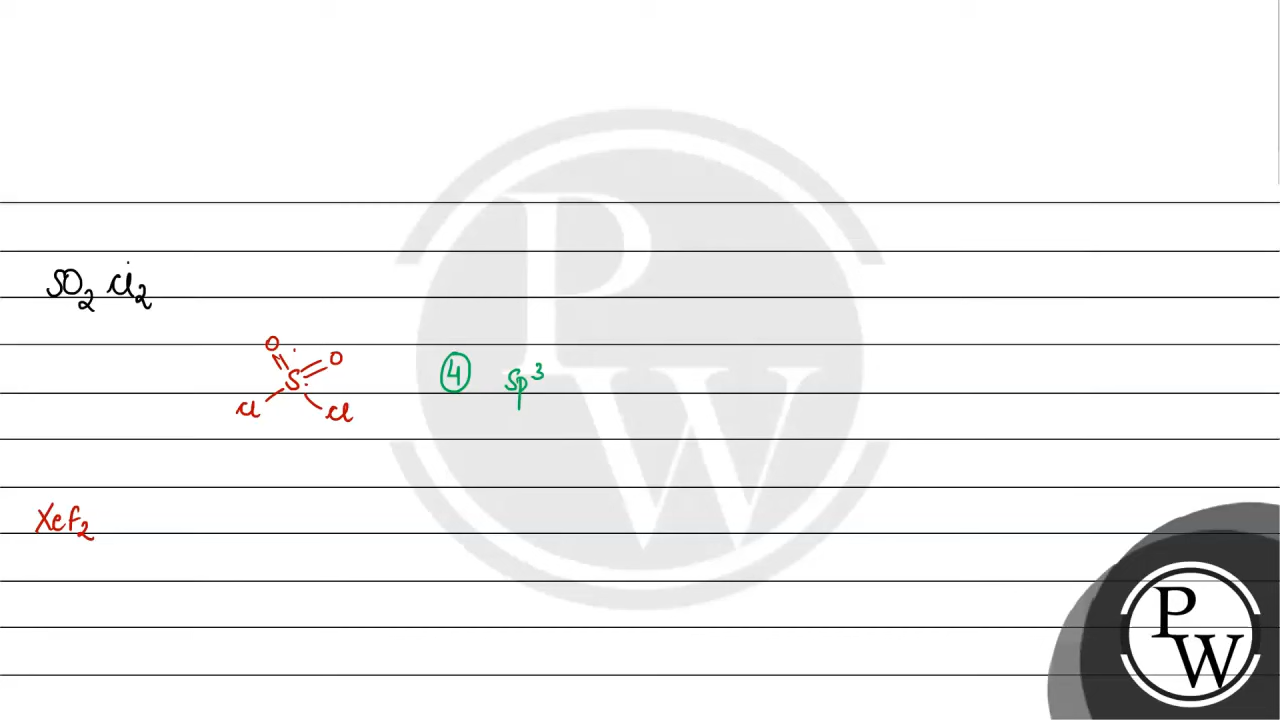 SO₂ Cl₂
O O
S ④ sp³
Cl Cl
XeF₂
P
W
P
W